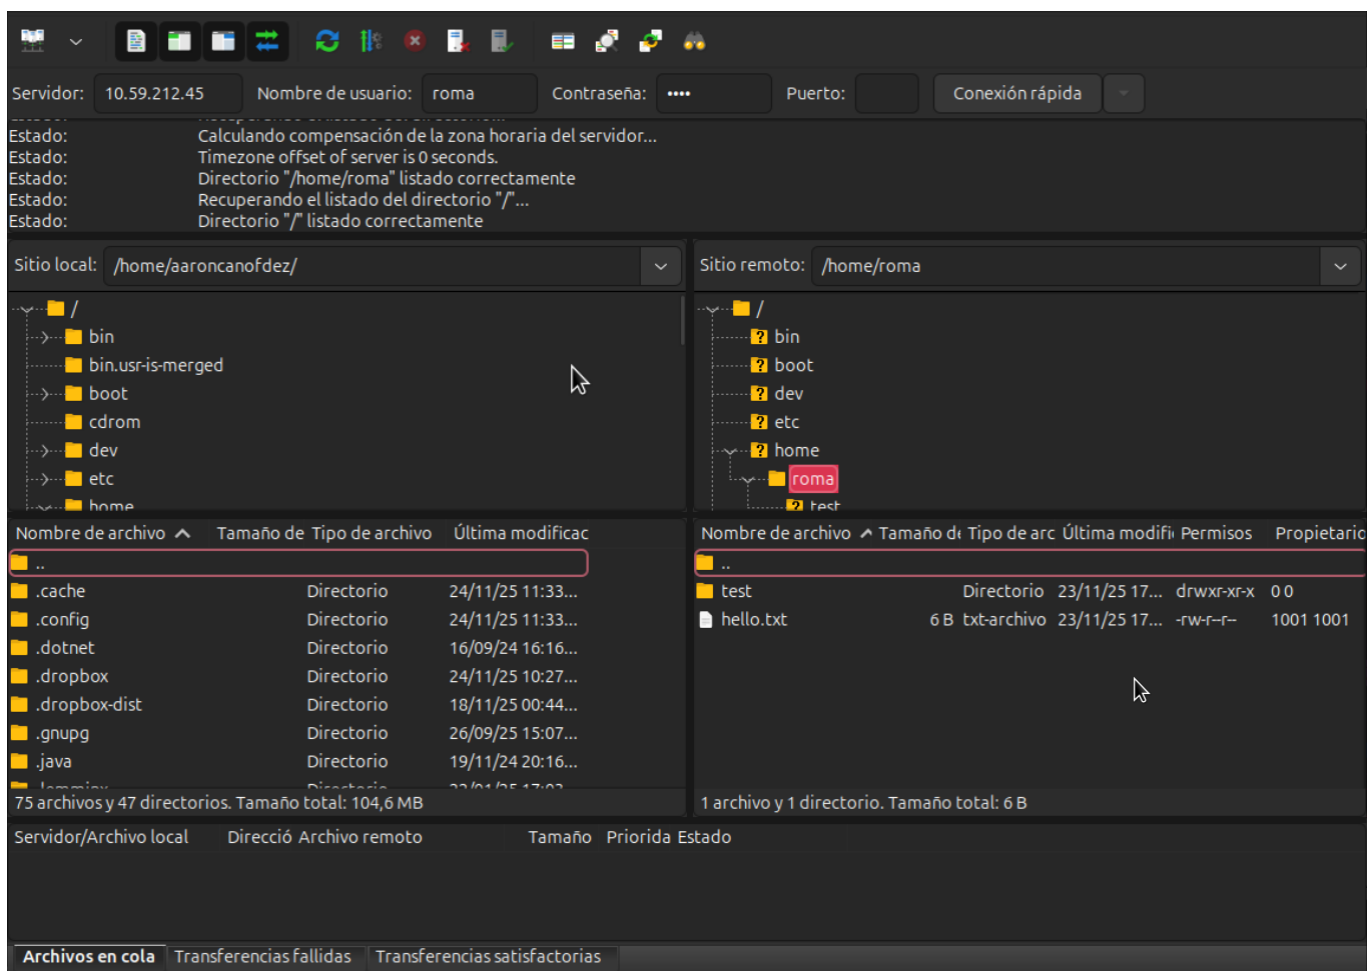 Servidor: 10.59.212.45 Nombre de usuario: roma Contraseña: •••• Puerto: Conexión rápida
Estado: Calculando compensación de la zona horaria del servidor...
Estado: Timezone offset of server is 0 seconds.
Estado: Directorio "/home/roma" listado correctamente
Estado: Recuperando el listado del directorio "/"...
Estado: Directorio "/" listado correctamente
Sitio local: /home/aaroncanofdez/
/
bin
bin.usr-is-merged
boot
cdrom
dev
etc
home
Nombre de archivo Tamaño de Tipo de archivo Última modificac
..
.cache Directorio 24/11/25 11:33...
.config Directorio 24/11/25 11:33...
.dotnet Directorio 16/09/24 16:16...
.dropbox Directorio 24/11/25 10:27...
.dropbox-dist Directorio 18/11/25 00:44...
.gnupg Directorio 26/09/25 15:07...
.java Directorio 19/11/24 20:16...
75 archivos y 47 directorios. Tamaño total: 104,6 MB
Sitio remoto: /home/roma
/
bin
boot
dev
etc
home
roma
test
Nombre de archivo Tamaño de Tipo de arc Última modifi Permisos Propietario
..
test Directorio 23/11/25 17... drwxr-xr-x 0 0
hello.txt 6 B txt-archivo 23/11/25 17... -rw-r--r-- 1001 1001
1 archivo y 1 directorio. Tamaño total: 6 B
Servidor/Archivo local Direcció Archivo remoto Tamaño Priorida Estado
Archivos en cola Transferencias fallidas Transferencias satisfactorias